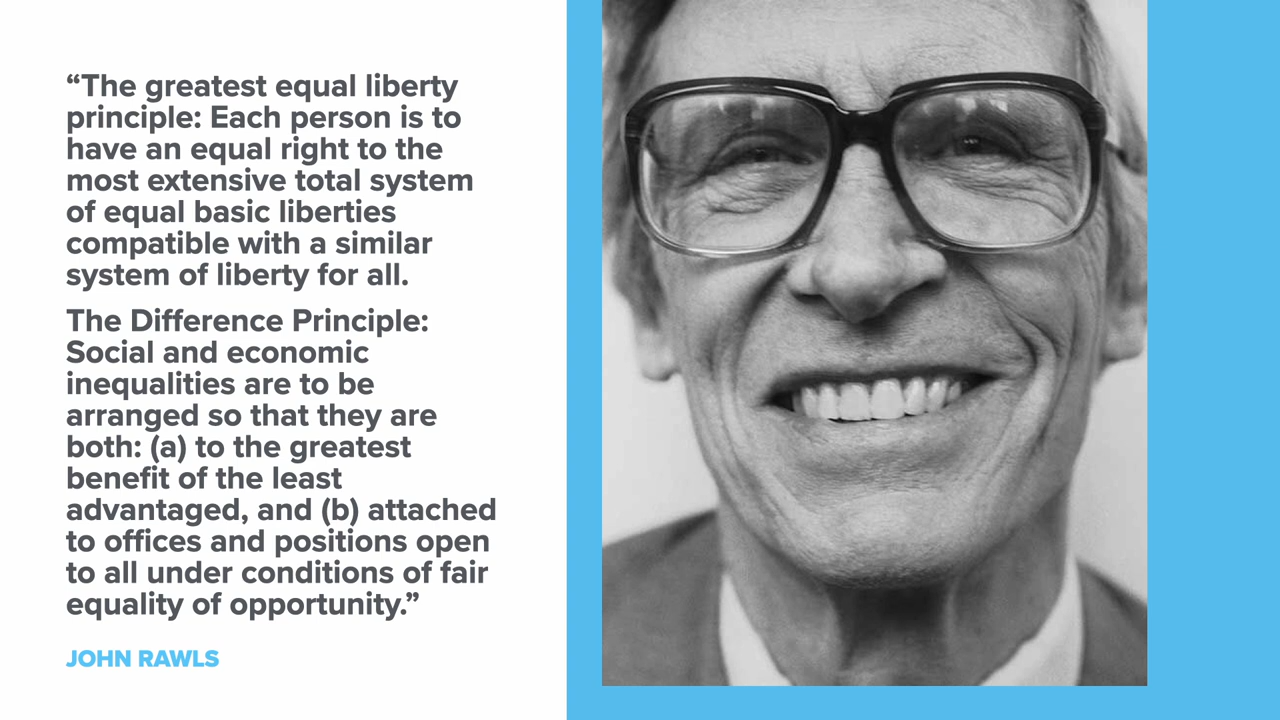 “The greatest equal liberty
principle: Each person is to
have an equal right to the
most extensive total system
of equal basic liberties
compatible with a similar
system of liberty for all.
The Difference Principle:
Social and economic
inequalities are to be
arranged so that they are
both: (a) to the greatest
benefit of the least
advantaged, and (b) attached
to offices and positions open
to all under conditions of fair
equality of opportunity.”
JOHN RAWLS